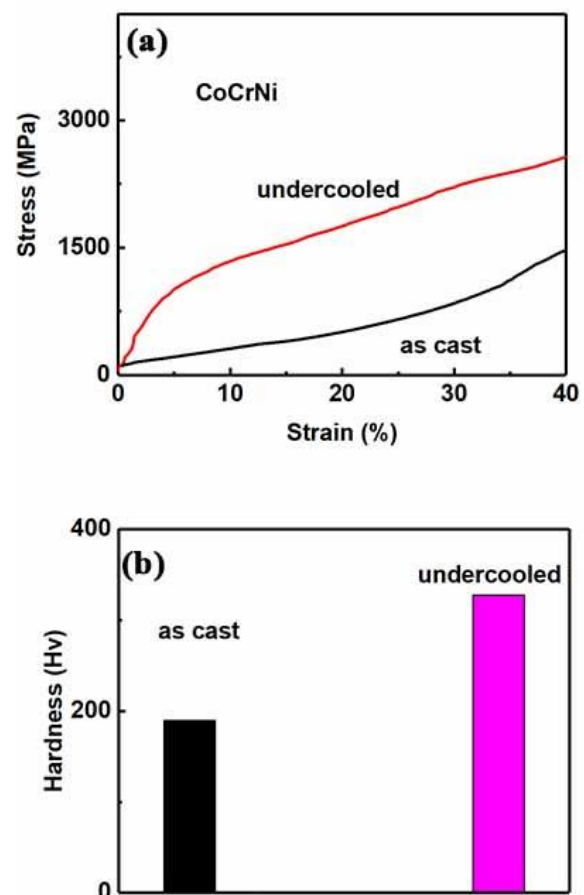 (a)
CoCrNi
3000
undercooled
1500
as cast
0
0 10 20 30 40
Stress (MPa)
Strain (%)
400
(b)
undercooled
as cast
200
0
Hardness (Hv)